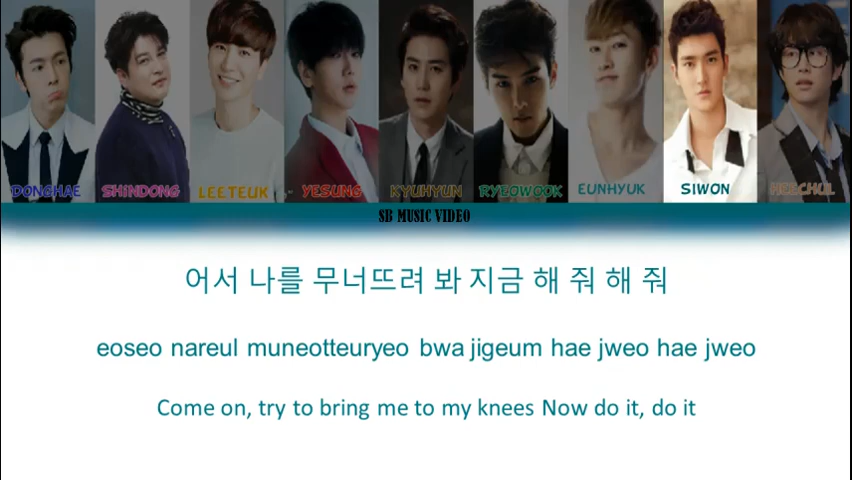 DONGHAE SHINDONG LEETEUK YESUNG KYUHYUN RYEOWOOK EUNHYUK SIWON HEECHUL
SB MUSIC VIDEO
어서 나를 무너뜨려 봐 지금 해 줘 해 줘
eoseo nareul muneotteuryeo bwa jigeum hae jweo hae jweo
Come on, try to bring me to my knees Now do it, do it